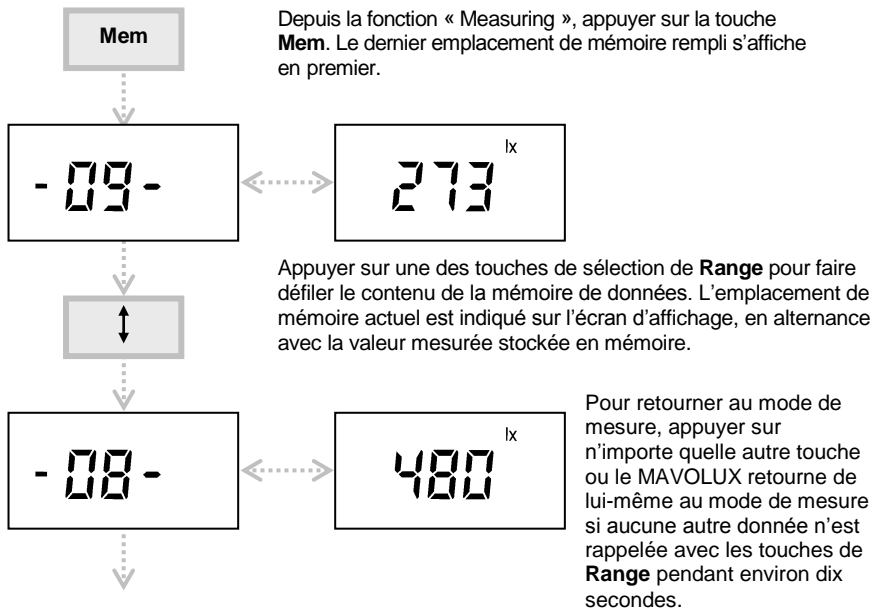 Mem
Depuis la fonction « Measuring », appuyer sur la touche
Mem. Le dernier emplacement de mémoire rempli s’affiche
en premier.
- 09 -
lx
273
Appuyer sur une des touches de sélection de Range pour faire
défiler le contenu de la mémoire de données. L’emplacement de
mémoire actuel est indiqué sur l’écran d’affichage, en alternance
avec la valeur mesurée stockée en mémoire.
- 08 -
lx
480
Pour retourner au mode de
mesure, appuyer sur
n’importe quelle autre touche
ou le MAVOLUX retourne de
lui-même au mode de mesure
si aucune autre donnée n’est
rappelée avec les touches de
Range pendant environ dix
secondes.